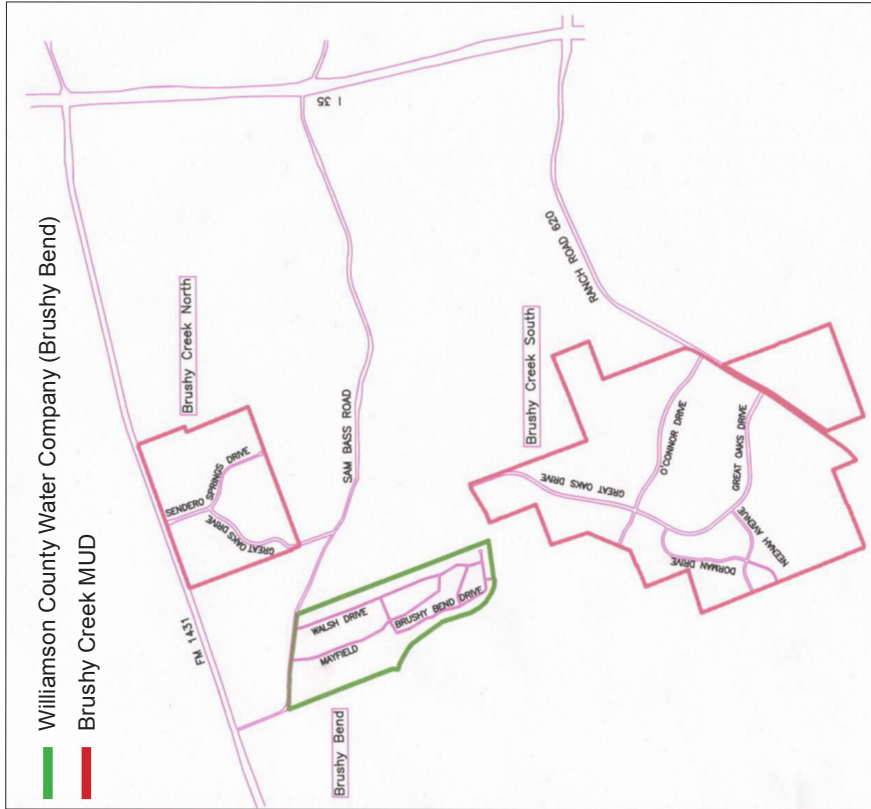 Williamson County Water Company (Brushy Bend)
Brushy Creek MUD
FM 1431
I 35
Brushy Creek North
SENDERO SPRINGS DRIVE
GREAT OAKS DRIVE
SAM BASS ROAD
Brushy Bend
WALSH DRIVE
MAYFIELD
BRUSHY BEND DRIVE
Brushy Creek South
RANCH ROAD 620
GREAT OAKS DRIVE
O'CONNOR DRIVE
GREAT OAKS DRIVE
NEENAH AVENUE
DORMAN DRIVE